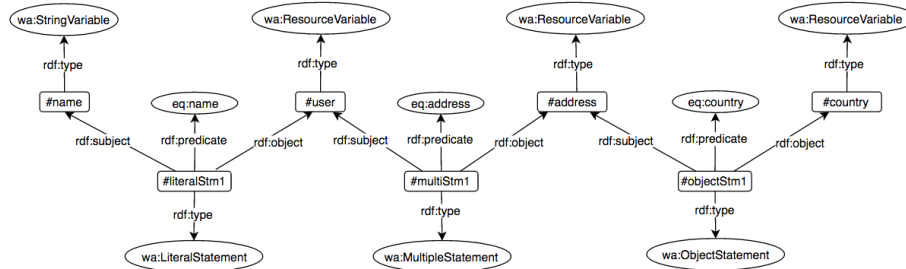 wa:StringVariable
wa:ResourceVariable
wa:ResourceVariable
wa:ResourceVariable
rdf:type
rdf:type
rdf:type
rdf:type
#name
eq:name
#user
eq:address
#address
eq:country
#country
rdf:subject
rdf:predicate
rdf:object
rdf:subject
rdf:predicate
rdf:object
rdf:subject
rdf:predicate
rdf:object
#literalStm1
#multiStm1
#objectStm1
rdf:type
rdf:type
rdf:type
wa:LiteralStatement
wa:MultipleStatement
wa:ObjectStatement